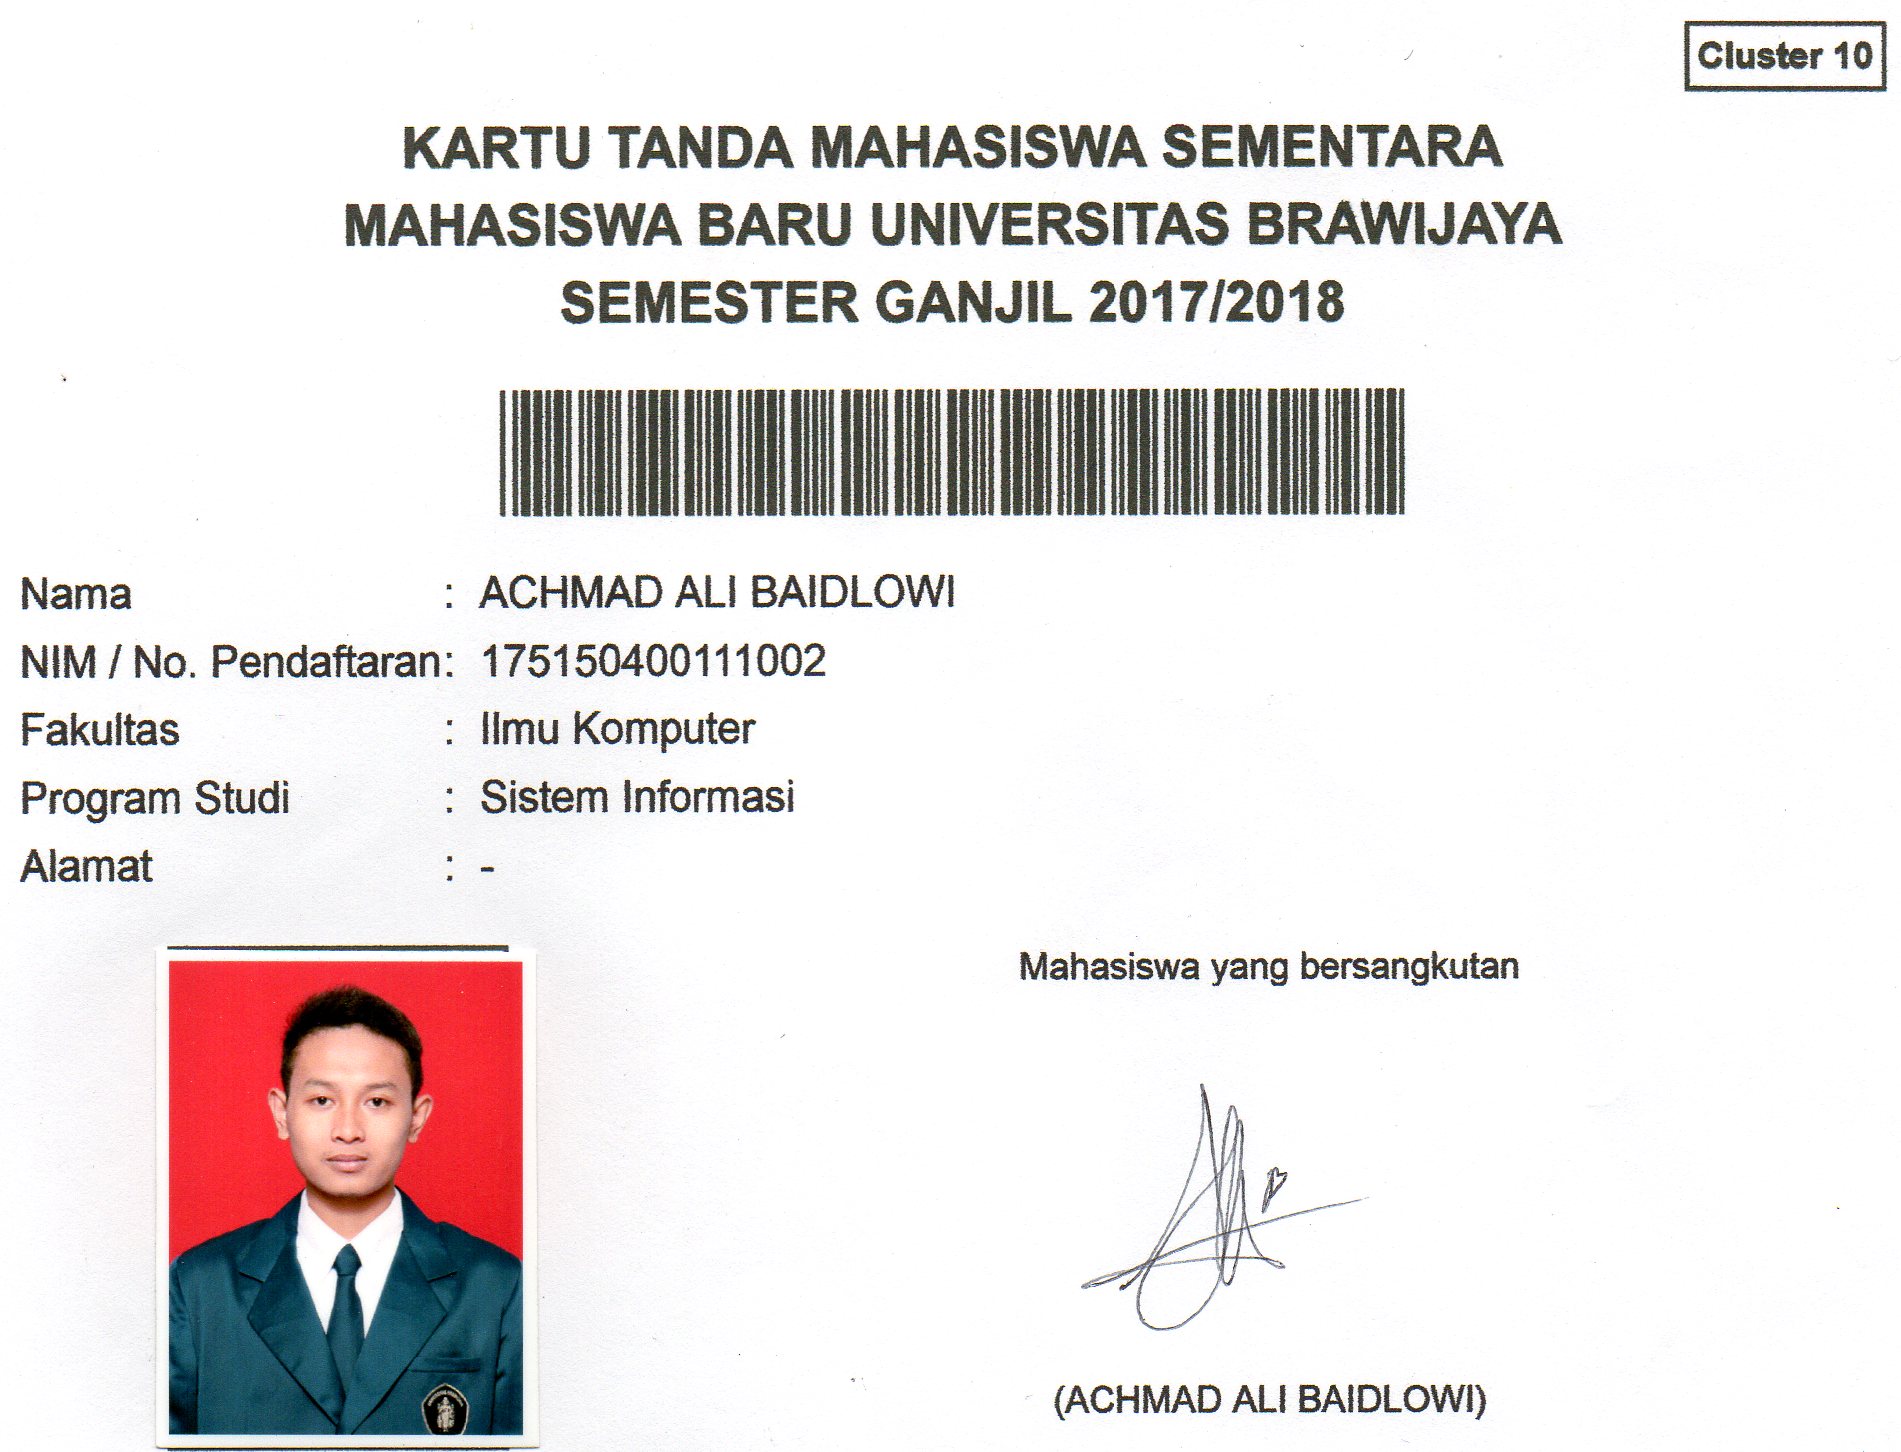 Cluster 10
KARTU TANDA MAHASISWA SEMENTARA
MAHASISWA BARU UNIVERSITAS BRAWIJAYA
SEMESTER GANJIL 2017/2018
Nama : ACHMAD ALI BAIDLOWI
NIM / No. Pendaftaran: 175150400111002
Fakultas : Ilmu Komputer
Program Studi : Sistem Informasi
Alamat : -
Mahasiswa yang bersangkutan
(ACHMAD ALI BAIDLOWI)